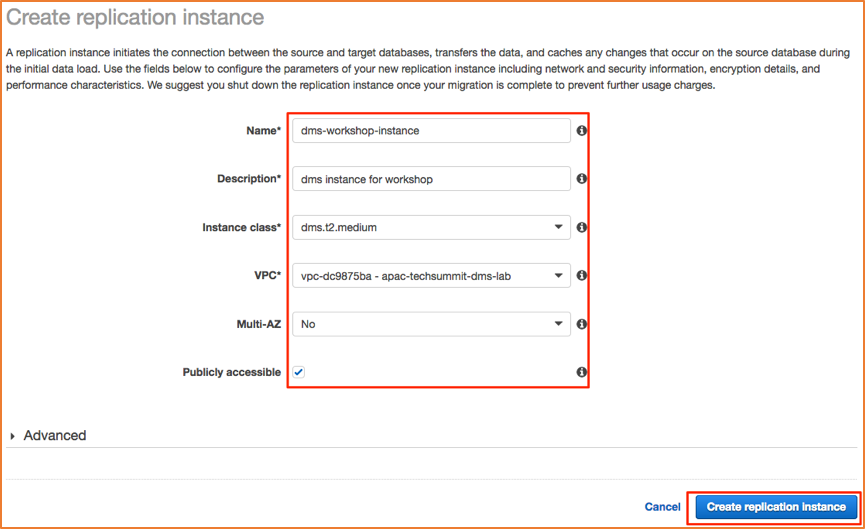 Create replication instance
A replication instance initiates the connection between the source and target databases, transfers the data, and caches any changes that occur on the source database during
the initial data load. Use the fields below to configure the parameters of your new replication instance including network and security information, encryption details, and
performance characteristics. We suggest you shut down the replication instance once your migration is complete to prevent further usage charges.
Name* dms-workshop-instance
Description* dms instance for workshop
Instance class* dms.t2.medium
VPC* vpc-dc9875ba - apac-techsummit-dms-lab
Multi-AZ No
Publicly accessible
Advanced
Cancel Create replication instance